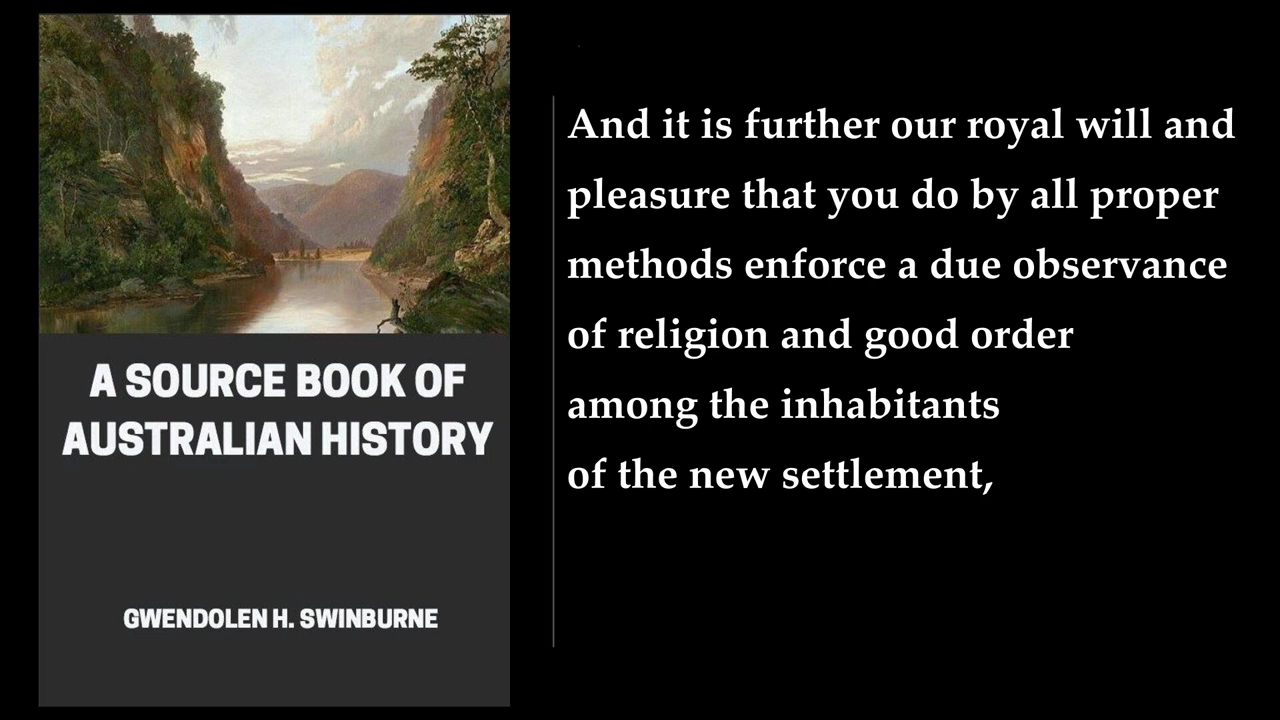 A SOURCE BOOK OF
AUSTRALIAN HISTORY
GWENDOLEN H. SWINBURNE
And it is further our royal will and
pleasure that you do by all proper
methods enforce a due observance
of religion and good order
among the inhabitants
of the new settlement,